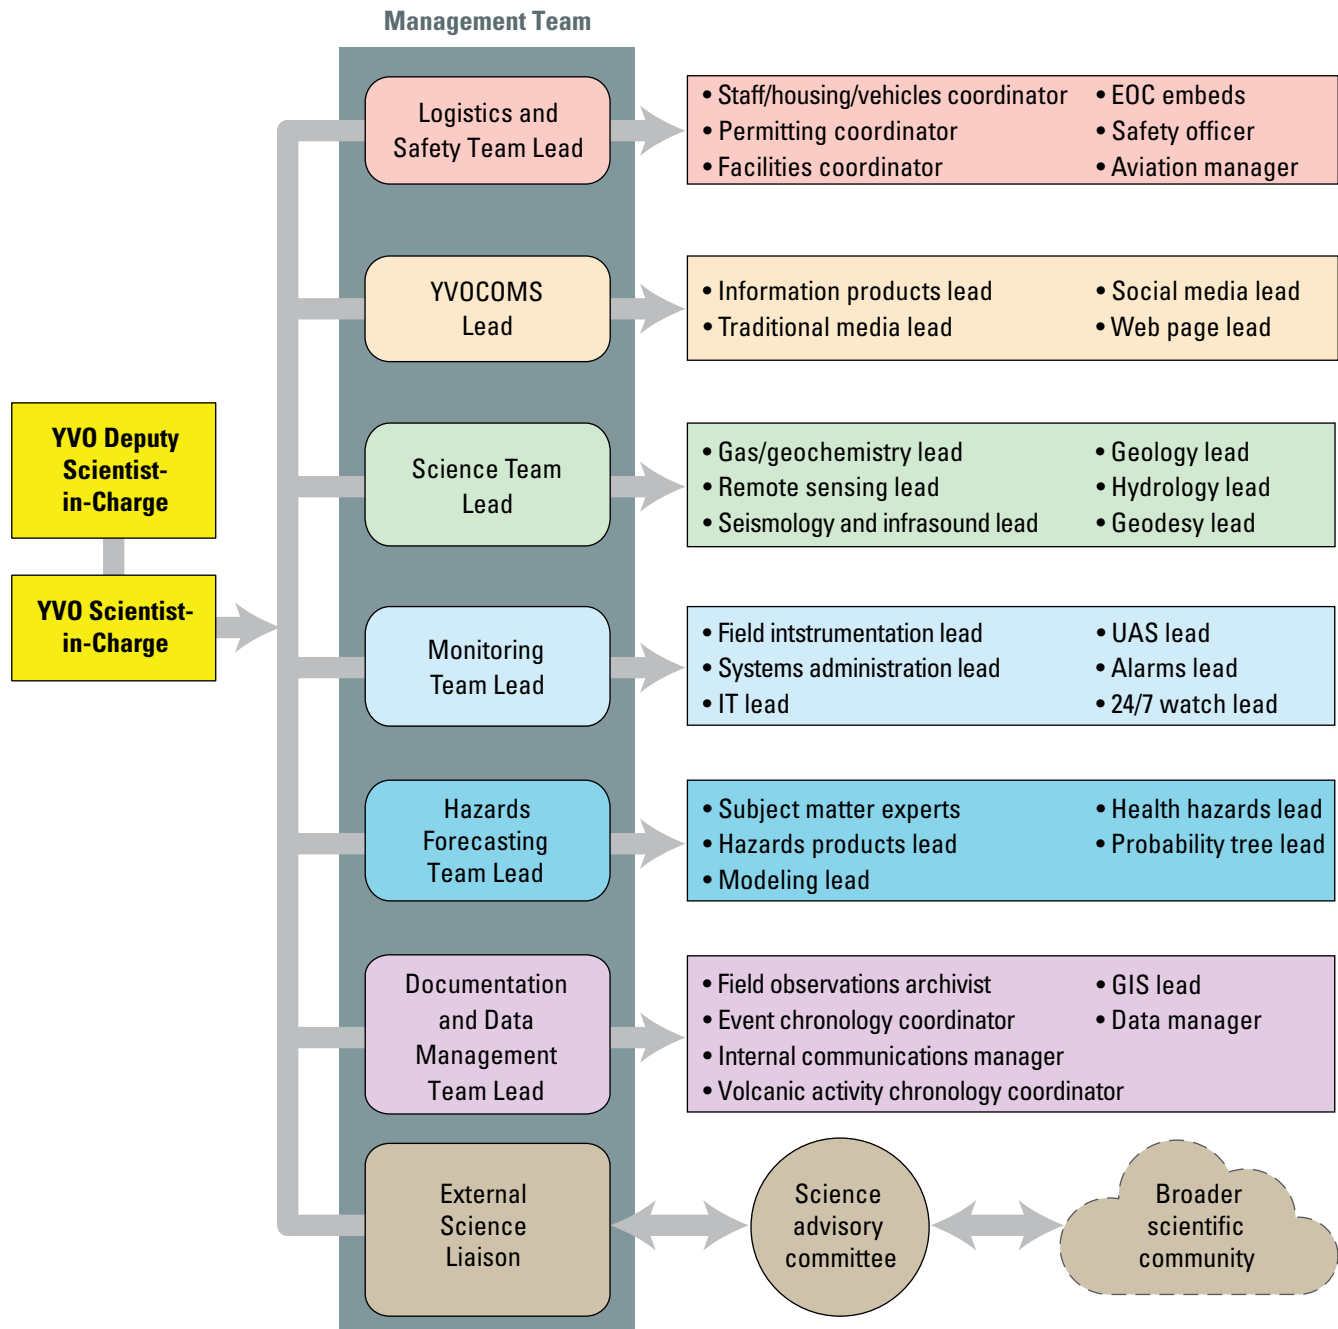 Management Team
Logistics and
Safety Team Lead
• Staff/housing/vehicles coordinator
• Permitting coordinator
• Facilities coordinator
• EOC embeds
• Safety officer
• Aviation manager
YVOCOMS
Lead
• Information products lead
• Traditional media lead
• Social media lead
• Web page lead
YVO Deputy
Scientist-
in-Charge
YVO Scientist-
in-Charge
Science Team
Lead
• Gas/geochemistry lead
• Remote sensing lead
• Seismology and infrasound lead
• Geology lead
• Hydrology lead
• Geodesy lead
Monitoring
Team Lead
• Field intstrumentation lead
• Systems administration lead
• IT lead
• UAS lead
• Alarms lead
• 24/7 watch lead
Hazards
Forecasting
Team Lead
• Subject matter experts
• Hazards products lead
• Modeling lead
• Health hazards lead
• Probability tree lead
Documentation
and Data
Management
Team Lead
• Field observations archivist
• Event chronology coordinator
• Internal communications manager
• Volcanic activity chronology coordinator
• GIS lead
• Data manager
External
Science
Liaison
Science
advisory
committee
Broader
scientific
community